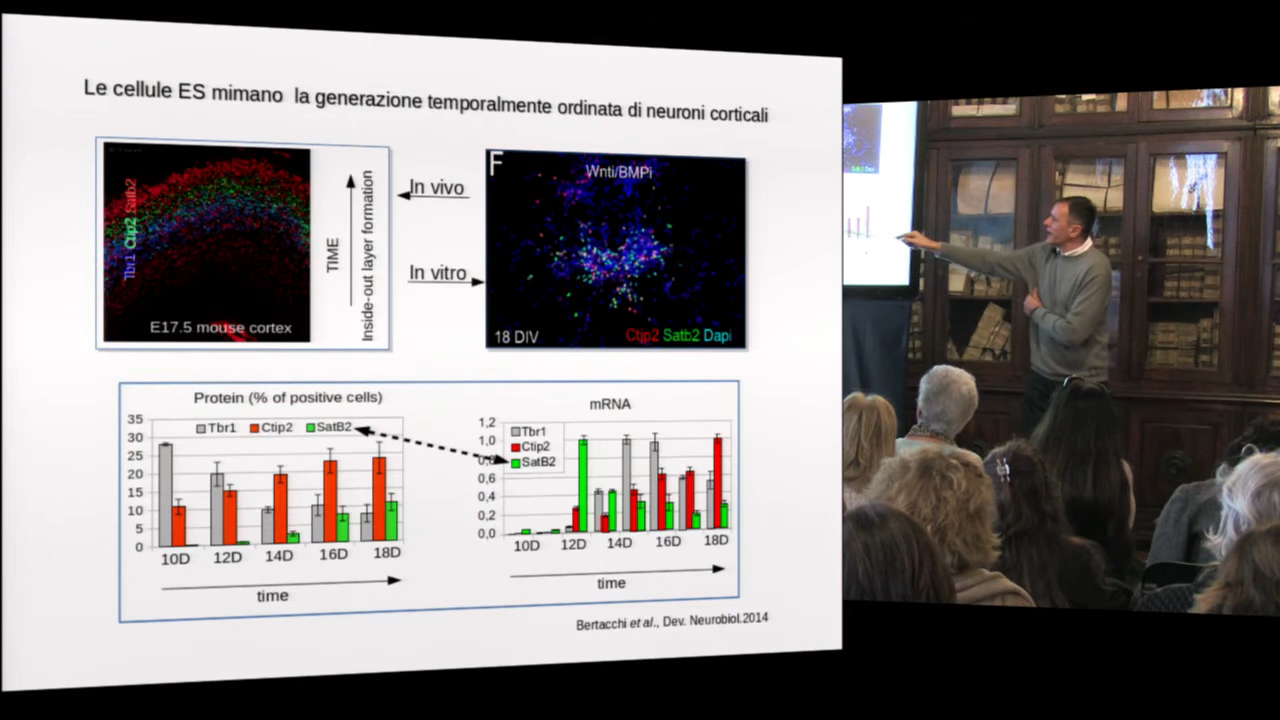 Le cellule ES mimano la generazione temporalmente ordinata di neuroni corticali
Tbr1 Ctip2 Satb2
E17.5 mouse cortex
TIME
Inside-out layer formation
In vivo
In vitro
F
Wnti/BMPi
18 DIV
Ctip2 Satb2 Dapi
Protein (% of positive cells)
Tbr1 Ctip2 SatB2
35
30
25
20
15
10
5
0
10D 12D 14D 16D 18D
time
mRNA
Tbr1
Ctip2
SatB2
1,2
1,0
0,8
0,6
0,4
0,2
0,0
10D 12D 14D 16D 18D
time
Bertacchi et al., Dev. Neurobiol.2014